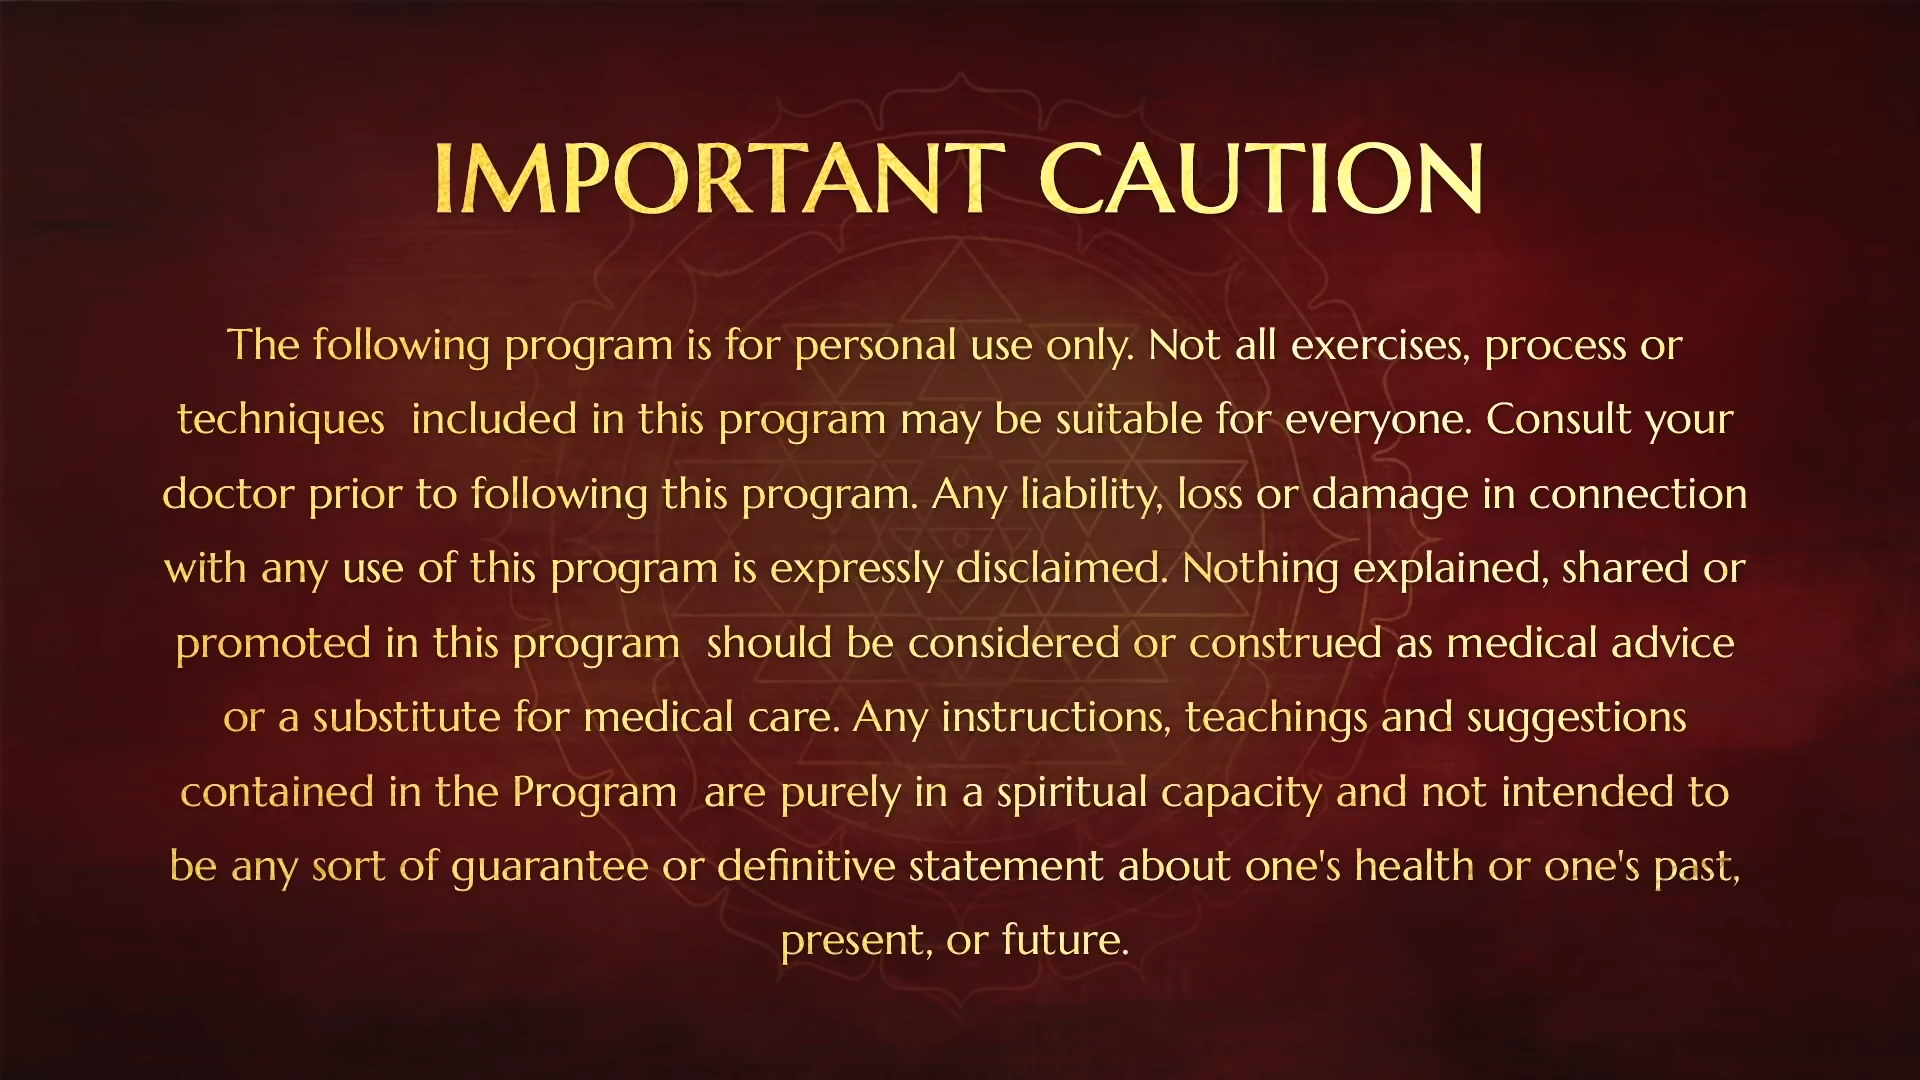 IMPORTANT CAUTION
The following program is for personal use only. Not all exercises, process or
techniques  included in this program may be suitable for everyone. Consult your
doctor prior to following this program. Any liability, loss or damage in connection
with any use of this program is expressly disclaimed. Nothing explained, shared or
promoted in this program  should be considered or construed as medical advice
or a substitute for medical care. Any instructions, teachings and suggestions
contained in the Program  are purely in a spiritual capacity and not intended to
be any sort of guarantee or definitive statement about one's health or one's past,
present, or future.